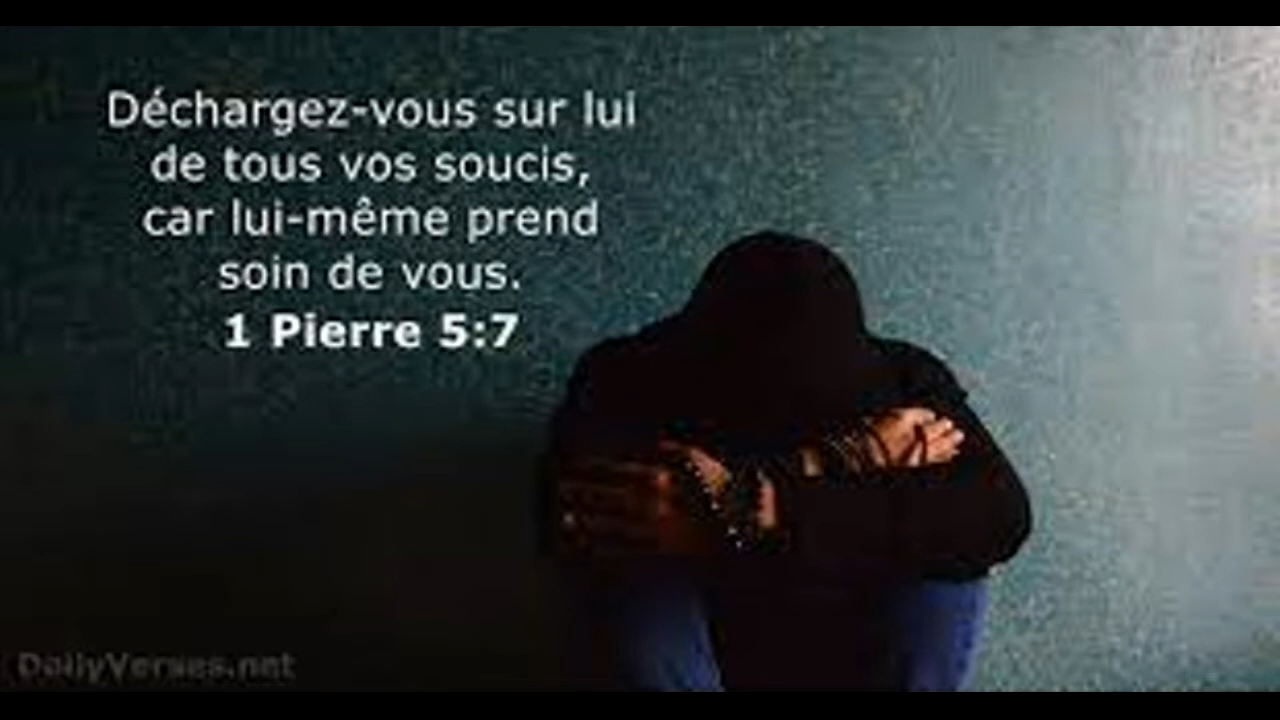 Déchargez-vous sur lui
de tous vos soucis,
car lui-même prend
soin de vous.
1 Pierre 5:7
DailyVerses.net